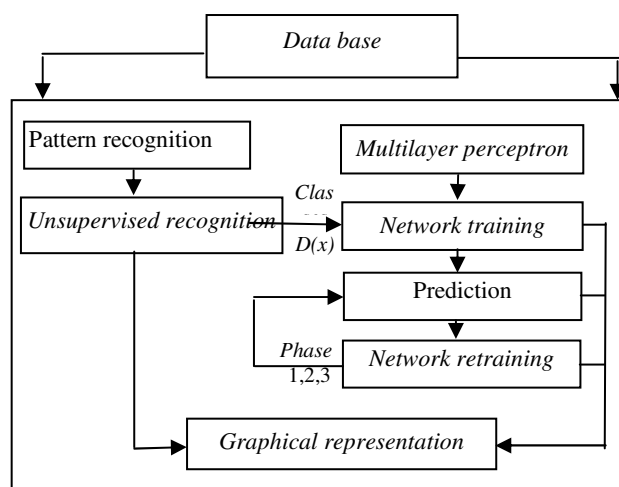 Data base
Pattern recognition
Multilayer perceptron
Clas
Unsupervised recognition
Network training
D(x)
Prediction
Phase
1,2,3
Network retraining
Graphical representation